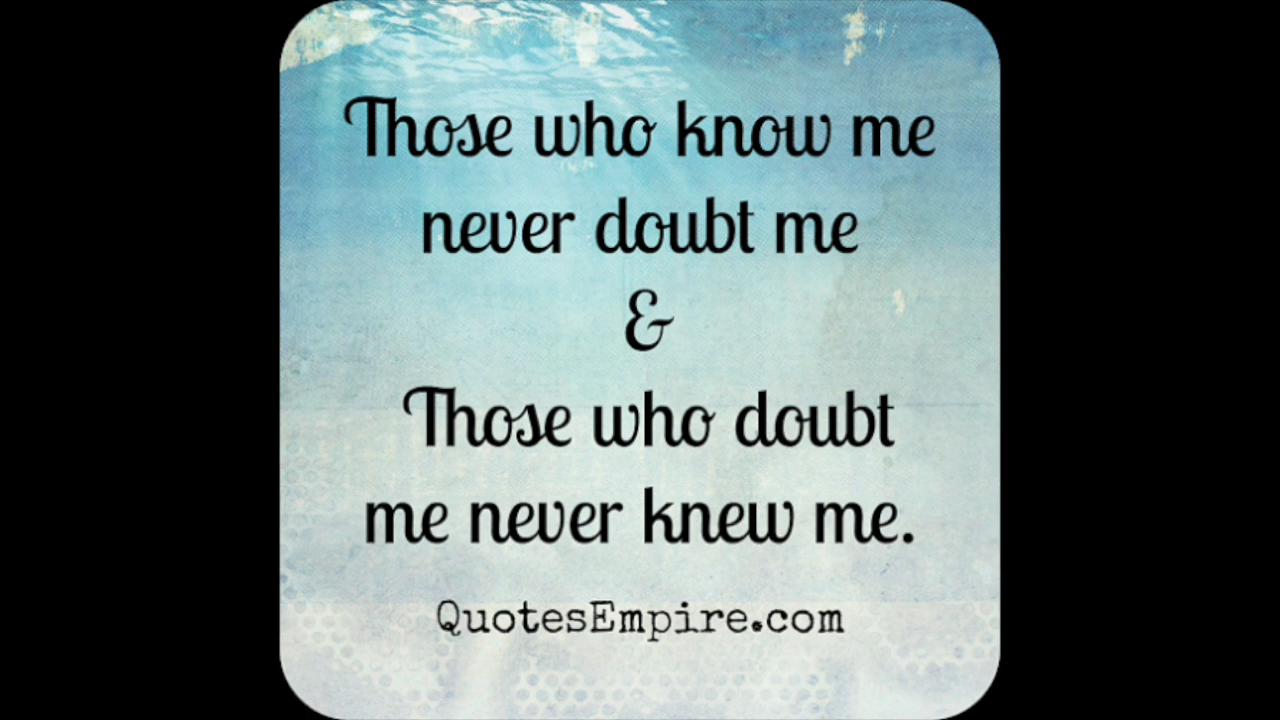 Those who know me
never doubt me
&
Those who doubt
me never knew me.
QuotesEmpire.com